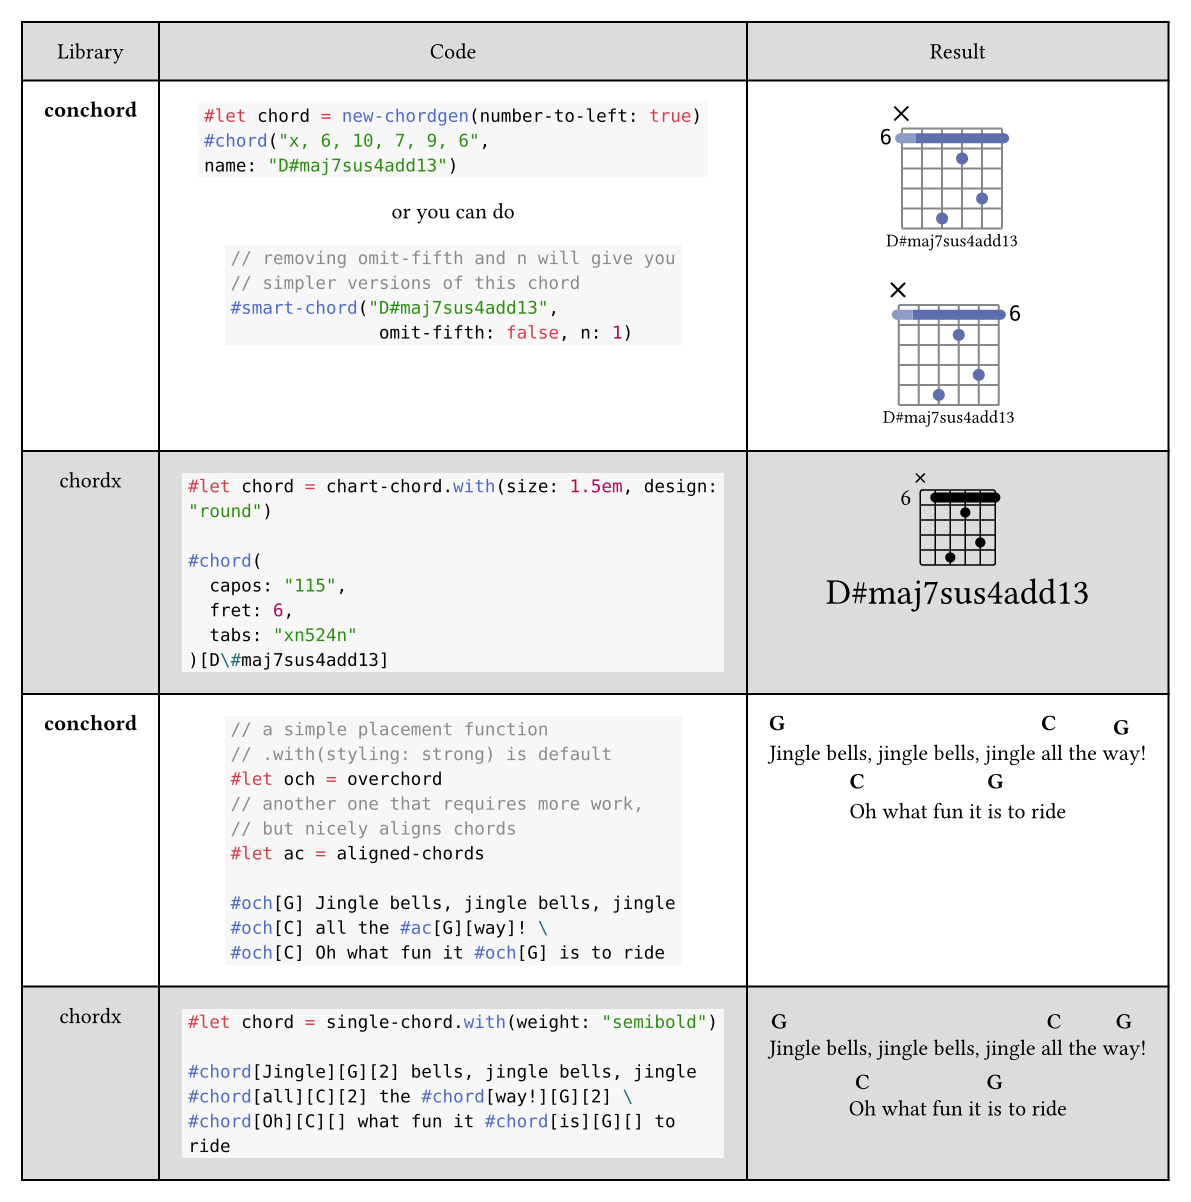 Library
Code
Result
conchord
#let chord = new-chordgen(number-to-left: true)
#chord("x, 6, 10, 7, 9, 6",
name: "D#maj7sus4add13")
or you can do
// removing omit-fifth and n will give you
// simpler versions of this chord
#smart-chord("D#maj7sus4add13",
              omit-fifth: false, n: 1)
×
6
D#maj7sus4add13
×
6
D#maj7sus4add13
chordx
#let chord = chart-chord.with(size: 1.5em, design:
"round")
#chord(
  capos: "115",
  fret: 6,
  tabs: "xn524n"
)[D\#maj7sus4add13]
×
6
D#maj7sus4add13
conchord
// a simple placement function
// .with(styling: strong) is default
#let och = overchord
// another one that requires more work,
// but nicely aligns chords
#let ac = aligned-chords
#och[G] Jingle bells, jingle bells, jingle
#och[C] all the #ac[G][way]! \
#och[C] Oh what fun it #och[G] is to ride
G C G
Jingle bells, jingle bells, jingle all the way!
C G
Oh what fun it is to ride
chordx
#let chord = single-chord.with(weight: "semibold")
#chord[Jingle][G][2] bells, jingle bells, jingle
#chord[all][C][2] the #chord[way!][G][2] \
#chord[Oh][C][] what fun it #chord[is][G][] to
ride
G C G
Jingle bells, jingle bells, jingle all the way!
C G
Oh what fun it is to ride